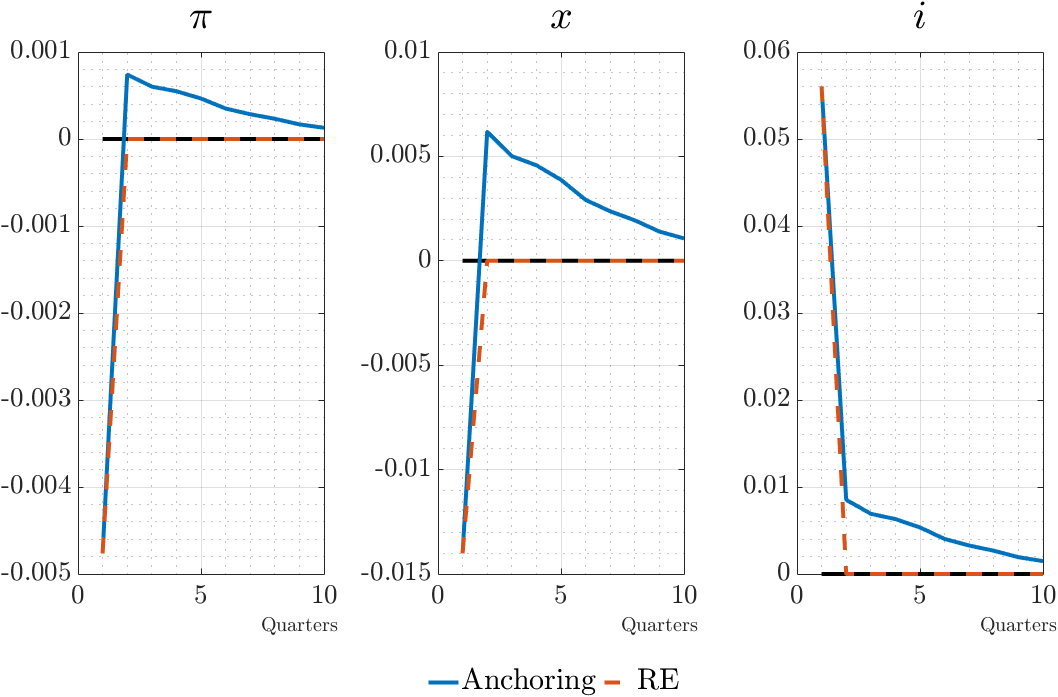 π x i
0.001 0.01 0.06
0 0.005 0.05
-0.001 0 0.04
-0.002 -0.005 0.03
-0.003 -0.01 0.02
-0.004 -0.015 0.01
-0.005 0
0 5 10 0 5 10 0 5 10
Quarters Quarters Quarters
Anchoring RE